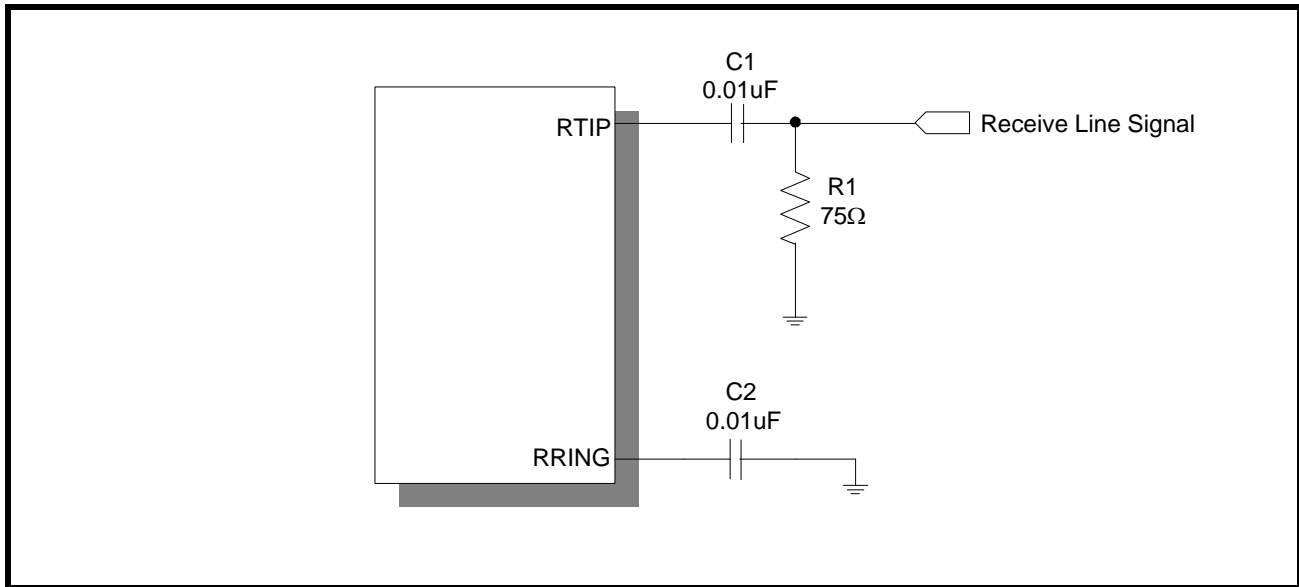 C1
0.01uF
RTIP
Receive Line Signal
R1
75Ω
C2
0.01uF
RRING